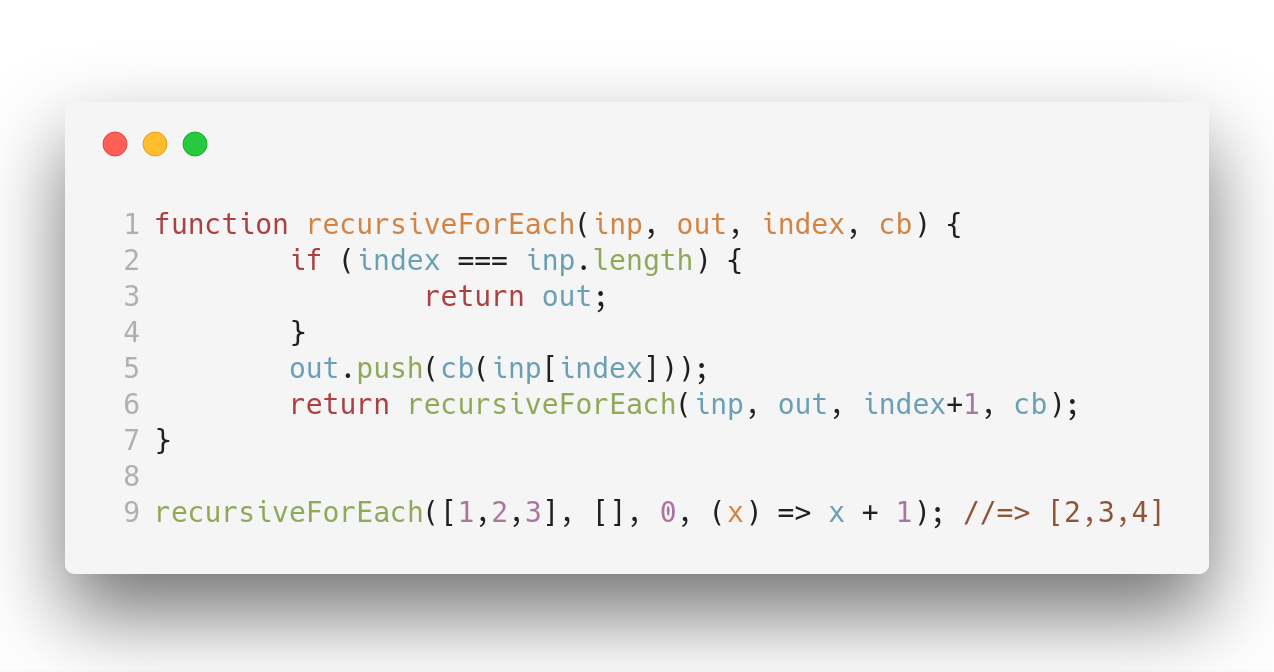 1 function recursiveForEach(inp, out, index, cb) {
2         if (index === inp.length) {
3                 return out;
4         }
5         out.push(cb(inp[index]));
6         return recursiveForEach(inp, out, index+1, cb);
7 }
8
9 recursiveForEach([1,2,3], [], 0, (x) => x + 1); //=> [2,3,4]